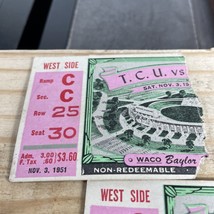 WEST SIDE
Ramp C
Sec. C
Row 25
Seat 30
Adm. 3.00
F. Tax .60
$3.60
NOV. 3, 1951
T.C.U. vs
SAT. NOV. 3, 19
WACO Baylor
NON-REDEEMABLE
WEST SIDE